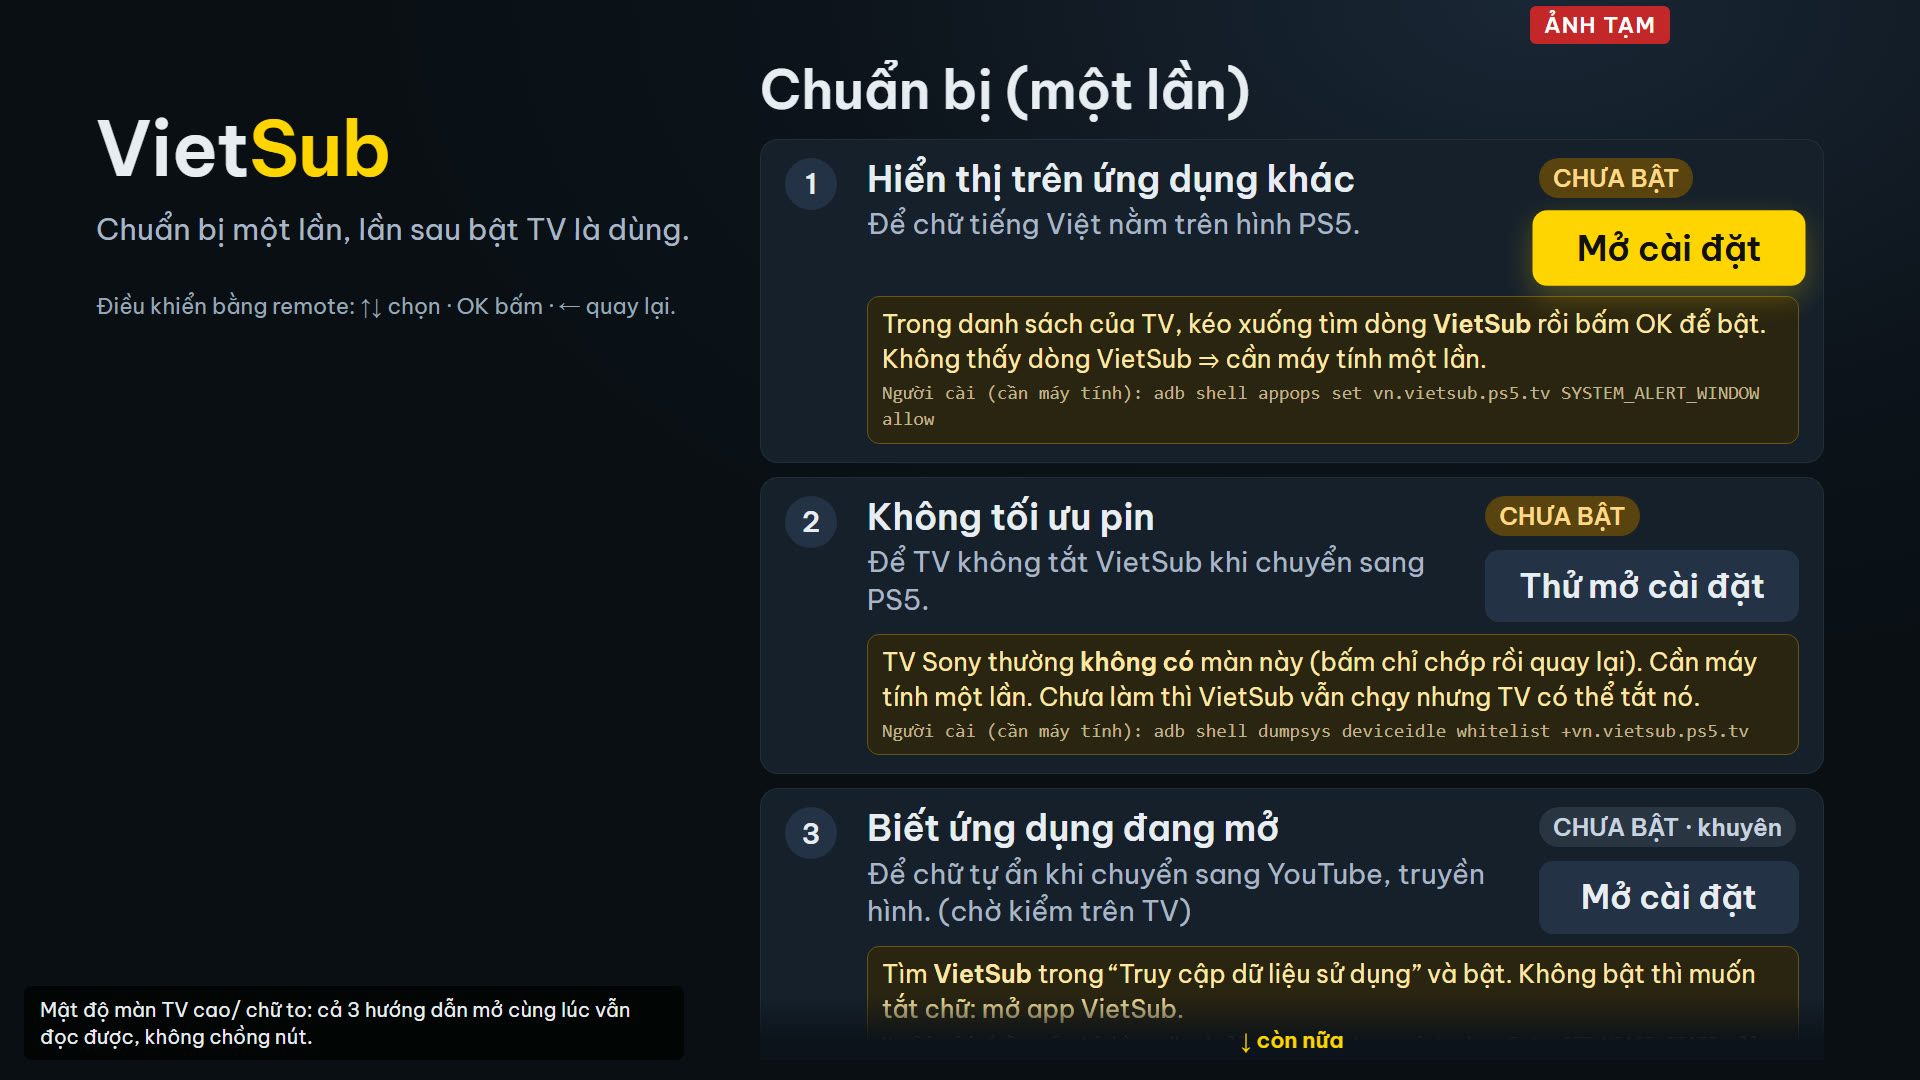 ẢNH TẠM
VietSub
Chuẩn bị một lần, lần sau bật TV là dùng.
Điều khiển bằng remote: ↑↓ chọn · OK bấm · ← quay lại.
Chuẩn bị (một lần)
1
Hiển thị trên ứng dụng khác
Để chữ tiếng Việt nằm trên hình PS5.
CHƯA BẬT
Mở cài đặt
Trong danh sách của TV, kéo xuống tìm dòng VietSub rồi bấm OK để bật.
Không thấy dòng VietSub ⇒ cần máy tính một lần.
Người cài (cần máy tính): adb shell appops set vn.vietsub.ps5.tv SYSTEM_ALERT_WINDOW
allow
2
Không tối ưu pin
Để TV không tắt VietSub khi chuyển sang
PS5.
CHƯA BẬT
Thử mở cài đặt
TV Sony thường không có màn này (bấm chỉ chớp rồi quay lại). Cần máy
tính một lần. Chưa làm thì VietSub vẫn chạy nhưng TV có thể tắt nó.
Người cài (cần máy tính): adb shell dumpsys deviceidle whitelist +vn.vietsub.ps5.tv
3
Biết ứng dụng đang mở
Để chữ tự ẩn khi chuyển sang YouTube, truyền
hình. (chờ kiểm trên TV)
CHƯA BẬT · khuyên
Mở cài đặt
Tìm VietSub trong “Truy cập dữ liệu sử dụng” và bật. Không bật thì muốn
tắt chữ: mở app VietSub.
↓ còn nữa
Mật độ màn TV cao/ chữ to: cả 3 hướng dẫn mở cùng lúc vẫn
đọc được, không chồng nút.